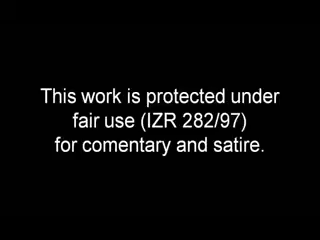 This work is protected under
fair use (IZR 282/97)
for comentary and satire.